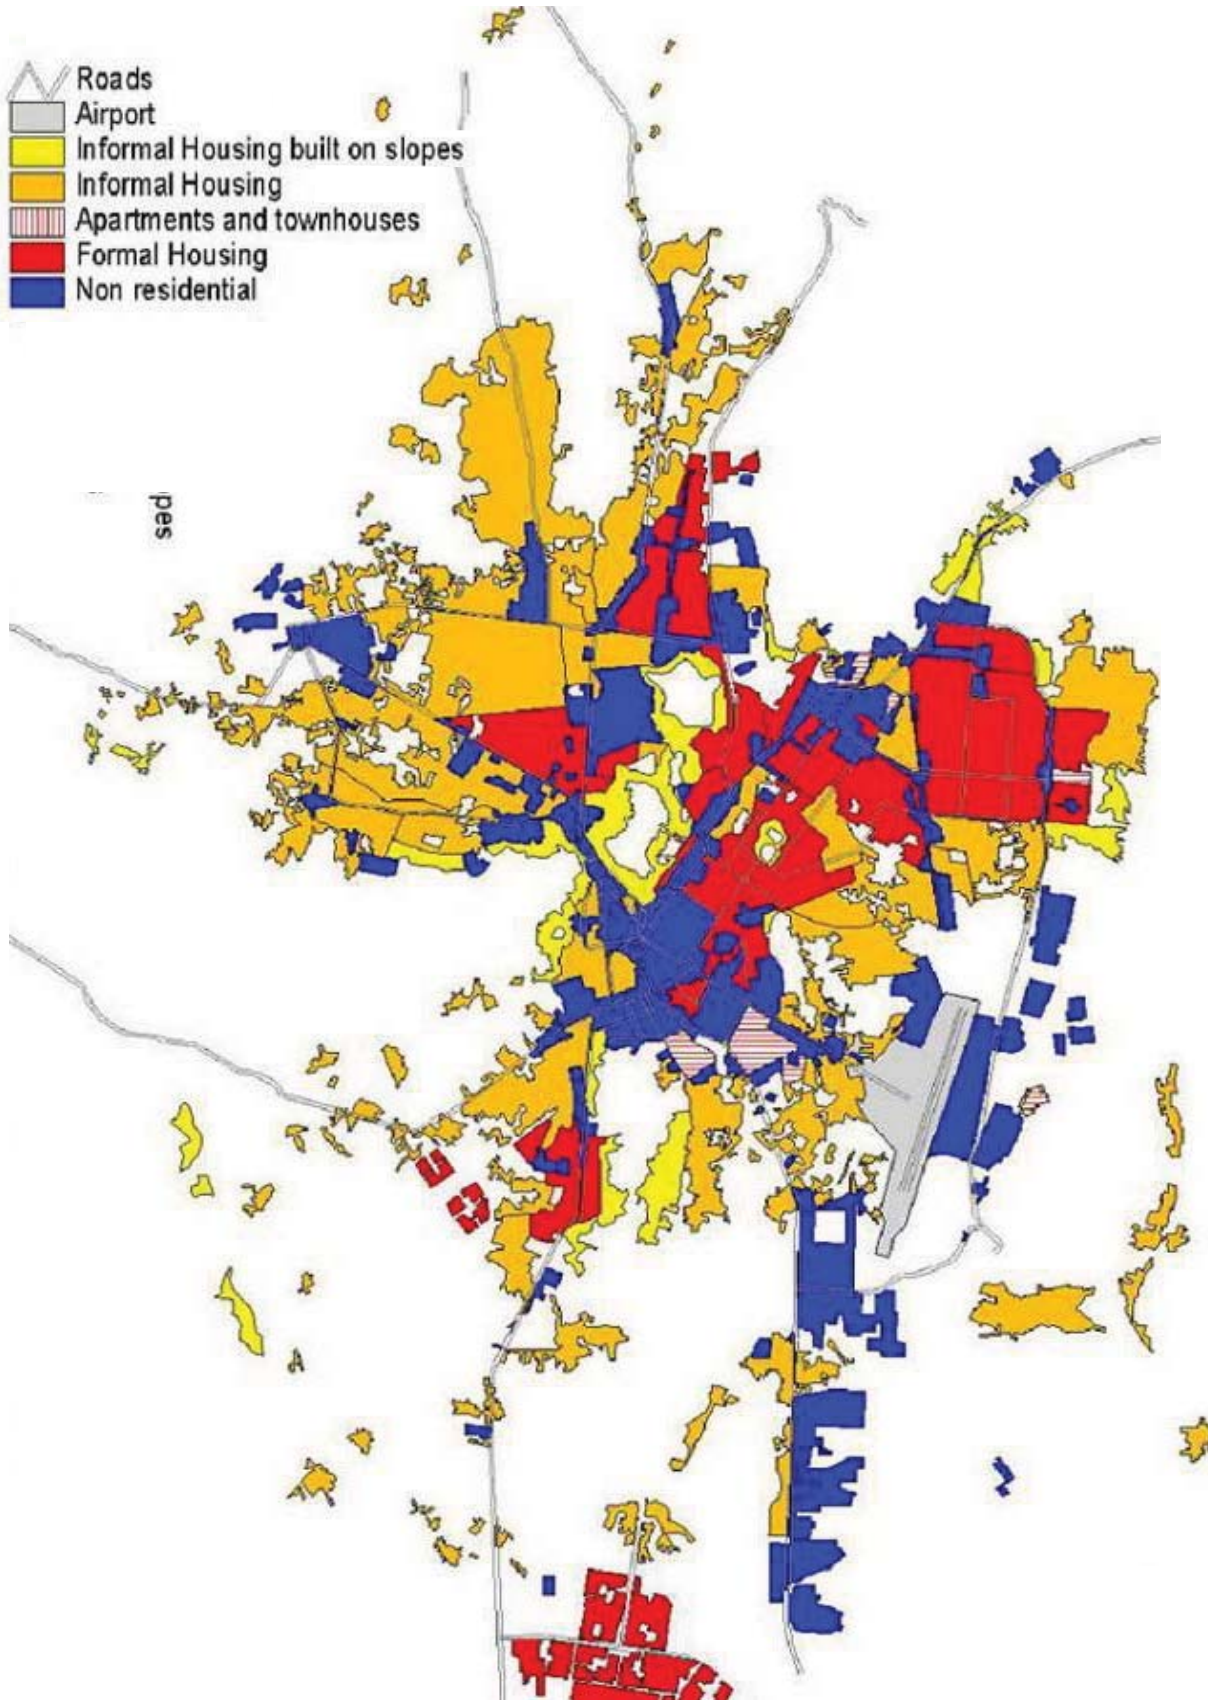 Roads
Airport
Informal Housing built on slopes
Informal Housing
Apartments and townhouses
Formal Housing
Non residential
pes